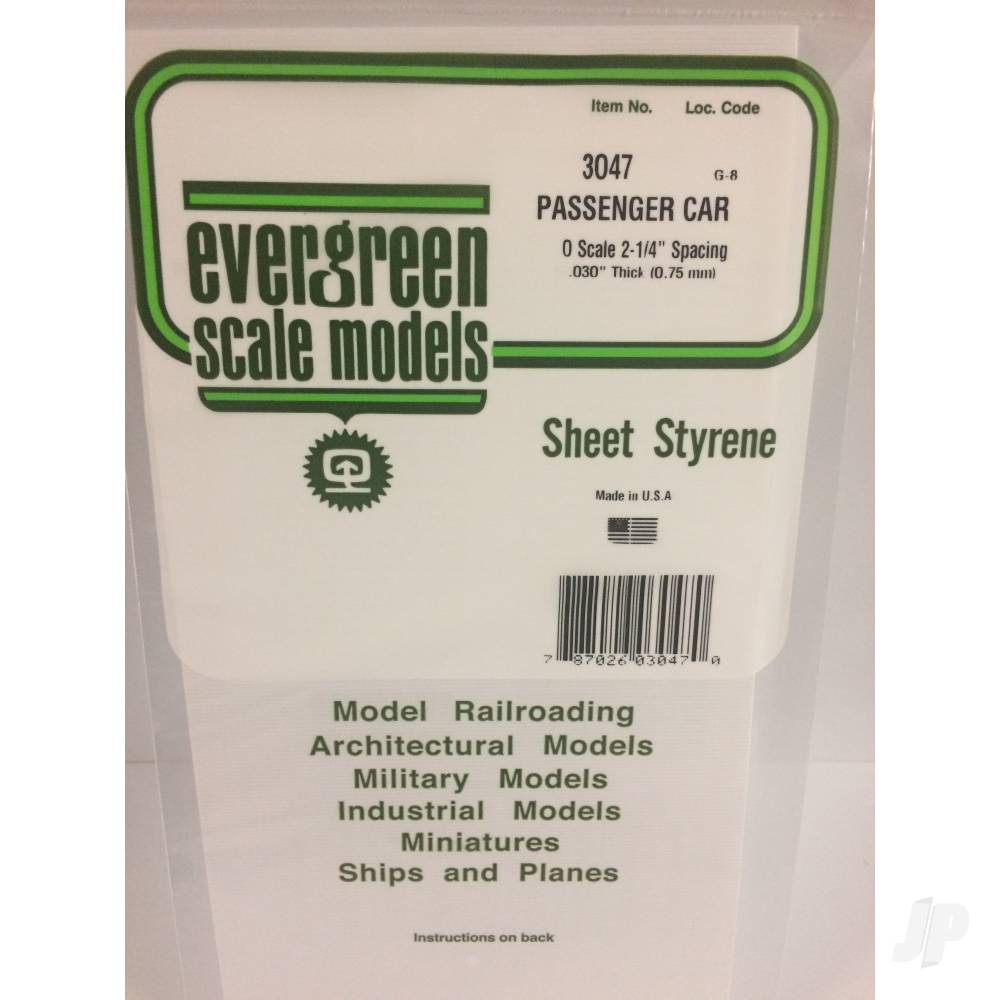 Item No. Loc. Code
3047 G-8
PASSENGER CAR
O Scale 2-1/4" Spacing
.030" Thick (0.75 mm)
evergreen
scale models
Sheet Styrene
Made in U.S.A
7 87026 03047 0
Model Railroading
Architectural Models
Military Models
Industrial Models
Miniatures
Ships and Planes
Instructions on back
JP